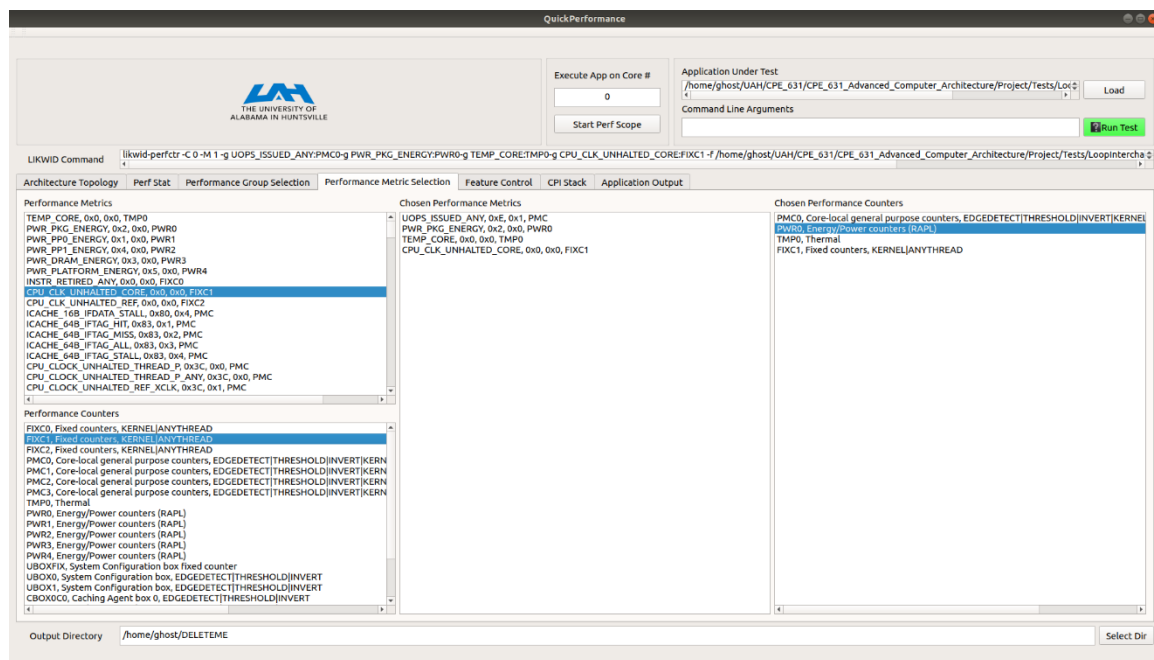 QuickPerformance
UAH
THE UNIVERSITY OF
ALABAMA IN HUNTSVILLE
Execute App on Core #
0
Start Perf Scope
Application Under Test
/home/ghost/UAH/CPE_631/CPE_631_Advanced_Computer_Architecture/Project/Tests/Loo
Load
Command Line Arguments
Run Test
LIKWID Command
likwid-perfctr -C 0 -M 1 -g UOPS_ISSUED_ANY:PMC0-g PWR_PKG_ENERGY:PWR0-g TEMP_CORE:TMP0-g CPU_CLK_UNHALTED_CORE:FIXC1 -f /home/ghost/UAH/CPE_631/CPE_631_Advanced_Computer_Architecture/Project/Tests/LoopIntercha
Architecture Topology Perf Stat Performance Group Selection Performance Metric Selection Feature Control CPI Stack Application Output
Performance Metrics
TEMP_CORE, 0x0, 0x0, TMP0
PWR_PKG_ENERGY, 0x2, 0x0, PWR0
PWR_PP0_ENERGY, 0x1, 0x0, PWR1
PWR_PP1_ENERGY, 0x4, 0x0, PWR2
PWR_DRAM_ENERGY, 0x3, 0x0, PWR3
PWR_PLATFORM_ENERGY, 0x5, 0x0, PWR4
INSTR_RETIRED_ANY, 0x0, 0x0, FIXC0
CPU_CLK_UNHALTED_CORE, 0x0, 0x0, FIXC1
CPU_CLK_UNHALTED_REF, 0x0, 0x0, FIXC2
ICACHE_16B_IFDATA_STALL, 0x80, 0x4, PMC
ICACHE_64B_IFTAG_HIT, 0x83, 0x1, PMC
ICACHE_64B_IFTAG_MISS, 0x83, 0x2, PMC
ICACHE_64B_IFTAG_ALL, 0x83, 0x3, PMC
ICACHE_64B_IFTAG_STALL, 0x83, 0x4, PMC
CPU_CLOCK_UNHALTED_THREAD_P, 0x3C, 0x0, PMC
CPU_CLOCK_UNHALTED_THREAD_P_ANY, 0x3C, 0x0, PMC
CPU_CLOCK_UNHALTED_REF_XCLK, 0x3C, 0x1, PMC
Performance Counters
FIXC0, Fixed counters, KERNEL|ANYTHREAD
FIXC1, Fixed counters, KERNEL|ANYTHREAD
FIXC2, Fixed counters, KERNEL|ANYTHREAD
PMC0, Core-local general purpose counters, EDGEDETECT|THRESHOLD|INVERT|KERN
PMC1, Core-local general purpose counters, EDGEDETECT|THRESHOLD|INVERT|KERN
PMC2, Core-local general purpose counters, EDGEDETECT|THRESHOLD|INVERT|KERN
PMC3, Core-local general purpose counters, EDGEDETECT|THRESHOLD|INVERT|KERN
TMP0, Thermal
PWR0, Energy/Power counters (RAPL)
PWR1, Energy/Power counters (RAPL)
PWR2, Energy/Power counters (RAPL)
PWR3, Energy/Power counters (RAPL)
PWR4, Energy/Power counters (RAPL)
UBOXFIX, System Configuration box fixed counter
UBOX0, System Configuration box, EDGEDETECT|THRESHOLD|INVERT
UBOX1, System Configuration box, EDGEDETECT|THRESHOLD|INVERT
CBOX0C0, Caching Agent box 0, EDGEDETECT|THRESHOLD|INVERT
Chosen Performance Metrics
UOPS_ISSUED_ANY, 0xE, 0x1, PMC
PWR_PKG_ENERGY, 0x2, 0x0, PWR0
TEMP_CORE, 0x0, 0x0, TMP0
CPU_CLK_UNHALTED_CORE, 0x0, 0x0, FIXC1
Chosen Performance Counters
PMC0, Core-local general purpose counters, EDGEDETECT|THRESHOLD|INVERT|KERNEL
PWR0, Energy/Power counters (RAPL)
TMP0, Thermal
FIXC1, Fixed counters, KERNEL|ANYTHREAD
Output Directory
/home/ghost/DELETEME
Select Dir